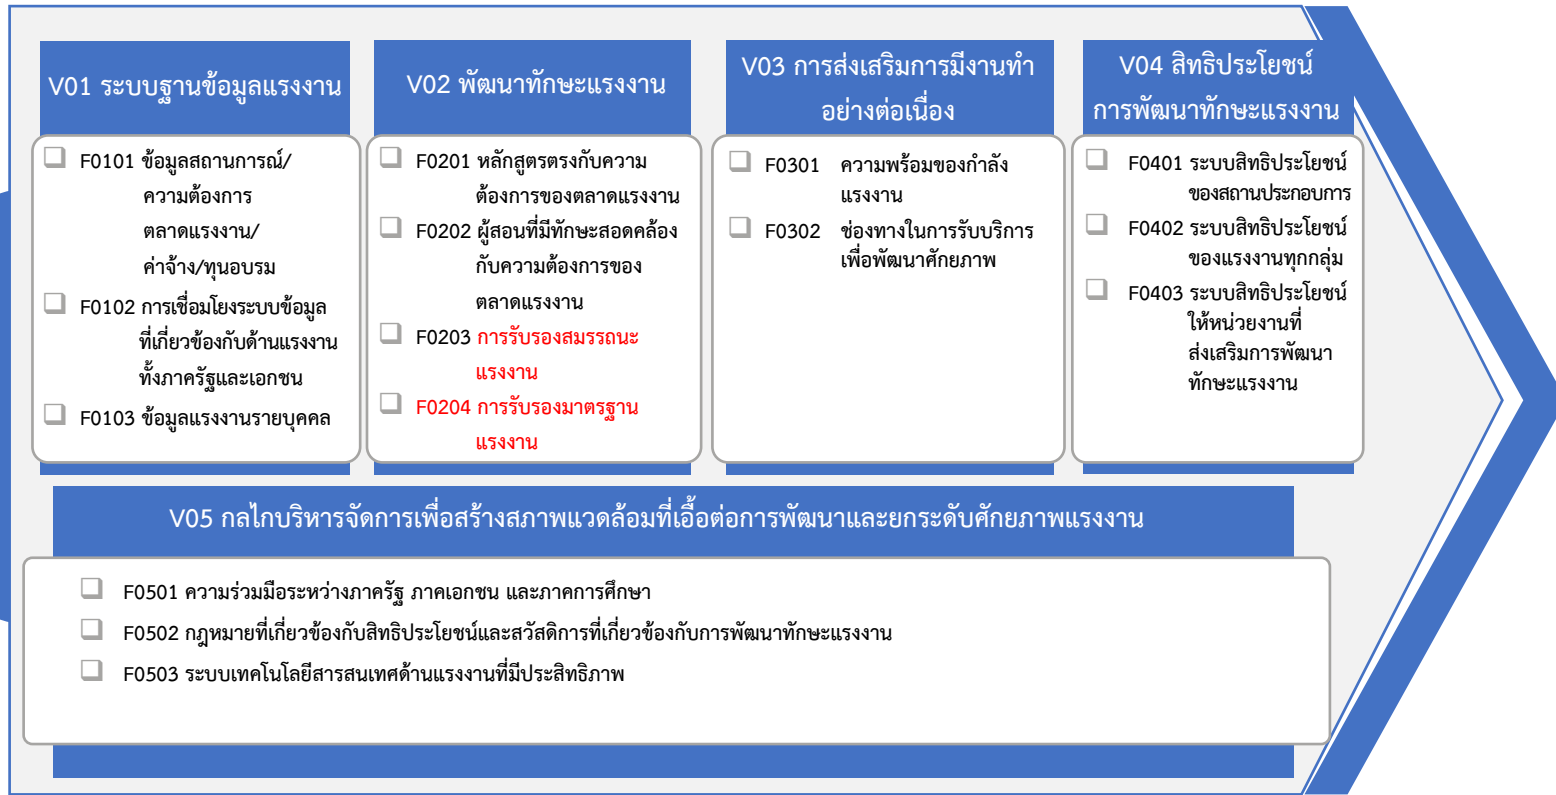 V01 ระบบฐานข้อมูลแรงงาน
F0101 ข้อมูลสถานการณ์/
ความต้องการ
ตลาดแรงงาน/
ค่าจ้าง/ทุนอบรม
F0102 การเชื่อมโยงระบบข้อมูล
ที่เกี่ยวข้องกับด้านแรงงาน
ทั้งภาครัฐและเอกชน
F0103 ข้อมูลแรงงานรายบุคคล
V02 พัฒนาทักษะแรงงาน
F0201 หลักสูตรตรงกับความ
ต้องการของตลาดแรงงาน
F0202 ผู้สอนที่มีทักษะสอดคล้อง
กับความต้องการของ
ตลาดแรงงาน
F0203 การรับรองสมรรถนะ
แรงงาน
F0204 การรับรองมาตรฐาน
แรงงาน
V03 การส่งเสริมการมีงานทำ
อย่างต่อเนื่อง
F0301 ความพร้อมของกำลัง
แรงงาน
F0302 ช่องทางในการรับบริการ
เพื่อพัฒนาศักยภาพ
V04 สิทธิประโยชน์
การพัฒนาทักษะแรงงาน
F0401 ระบบสิทธิประโยชน์
ของสถานประกอบการ
F0402 ระบบสิทธิประโยชน์
ของแรงงานทุกกลุ่ม
F0403 ระบบสิทธิประโยชน์
ให้หน่วยงานที่
ส่งเสริมการพัฒนา
ทักษะแรงงาน
V05 กลไกบริหารจัดการเพื่อสร้างสภาพแวดล้อมที่เอื้อต่อการพัฒนาและยกระดับศักยภาพแรงงาน
F0501 ความร่วมมือระหว่างภาครัฐ ภาคเอกชน และภาคการศึกษา
F0502 กฎหมายที่เกี่ยวข้องกับสิทธิประโยชน์และสวัสดิการที่เกี่ยวข้องกับการพัฒนาทักษะแรงงาน
F0503 ระบบเทคโนโลยีสารสนเทศด้านแรงงานที่มีประสิทธิภาพ